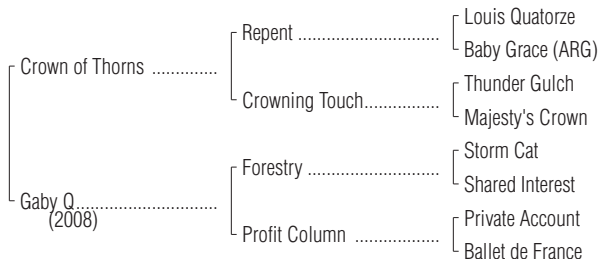 Louis Quatorze
Repent ........................................
Baby Grace (ARG)
Crown of Thorns ..................
Thunder Gulch
Crowning Touch.....................
Majesty's Crown
Storm Cat
Forestry .....................................
Shared Interest
Gaby Q........................................
(2008)
Private Account
Profit Column ........................
Ballet de France